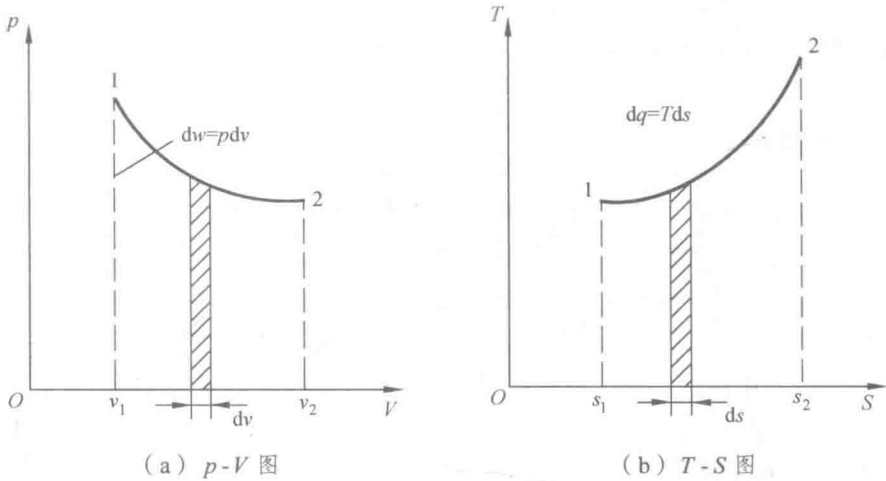 p
1
dw=pdv
2
O
v₁
dv
v₂
V
(a) p-V 图
T
2
dq=Tds
1
O
s₁
ds
s₂
S
(b) T-S 图